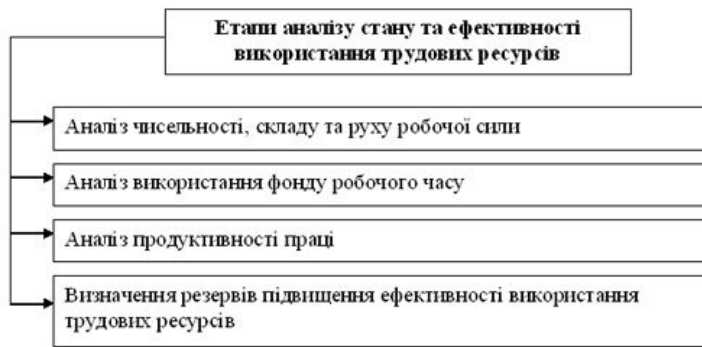 Етапи аналізу стану та ефективності
використання трудових ресурсів
Аналіз чисельності, складу та руху робочої сили
Аналіз використання фонду робочого часу
Аналіз продуктивності праці
Визначення резервів підвищення ефективності використання
трудових ресурсів